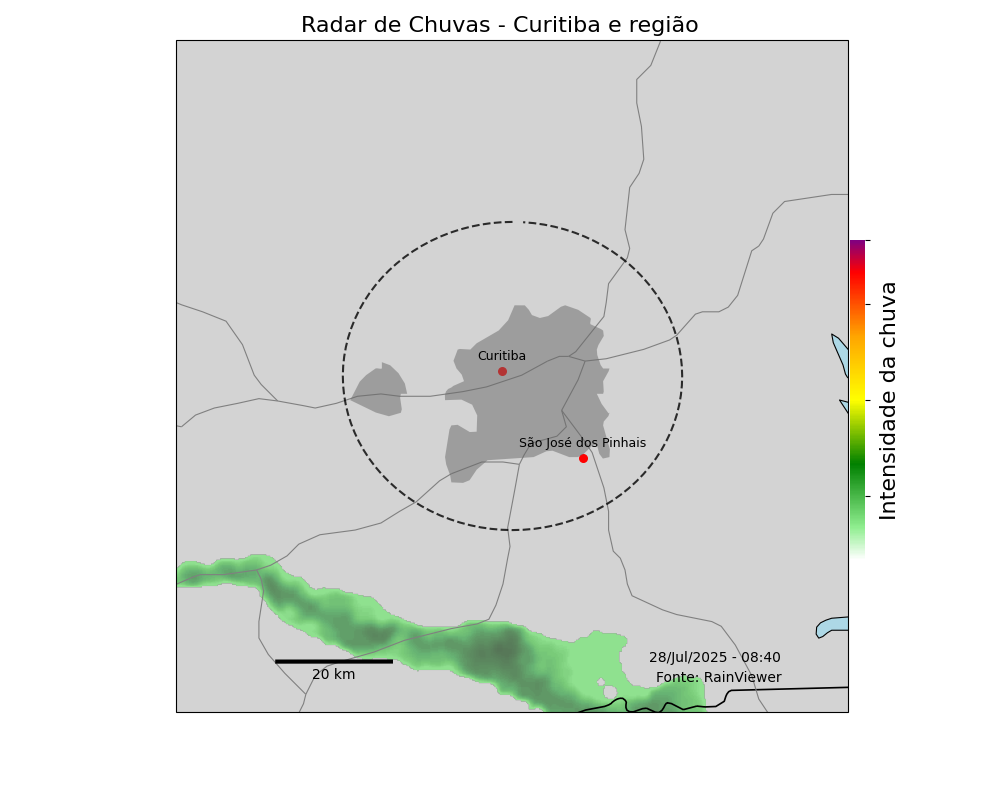 Radar de Chuvas - Curitiba e região
Curitiba
São José dos Pinhais
Intensidade da chuva
28/Jul/2025 - 08:40
Fonte: RainViewer
20 km